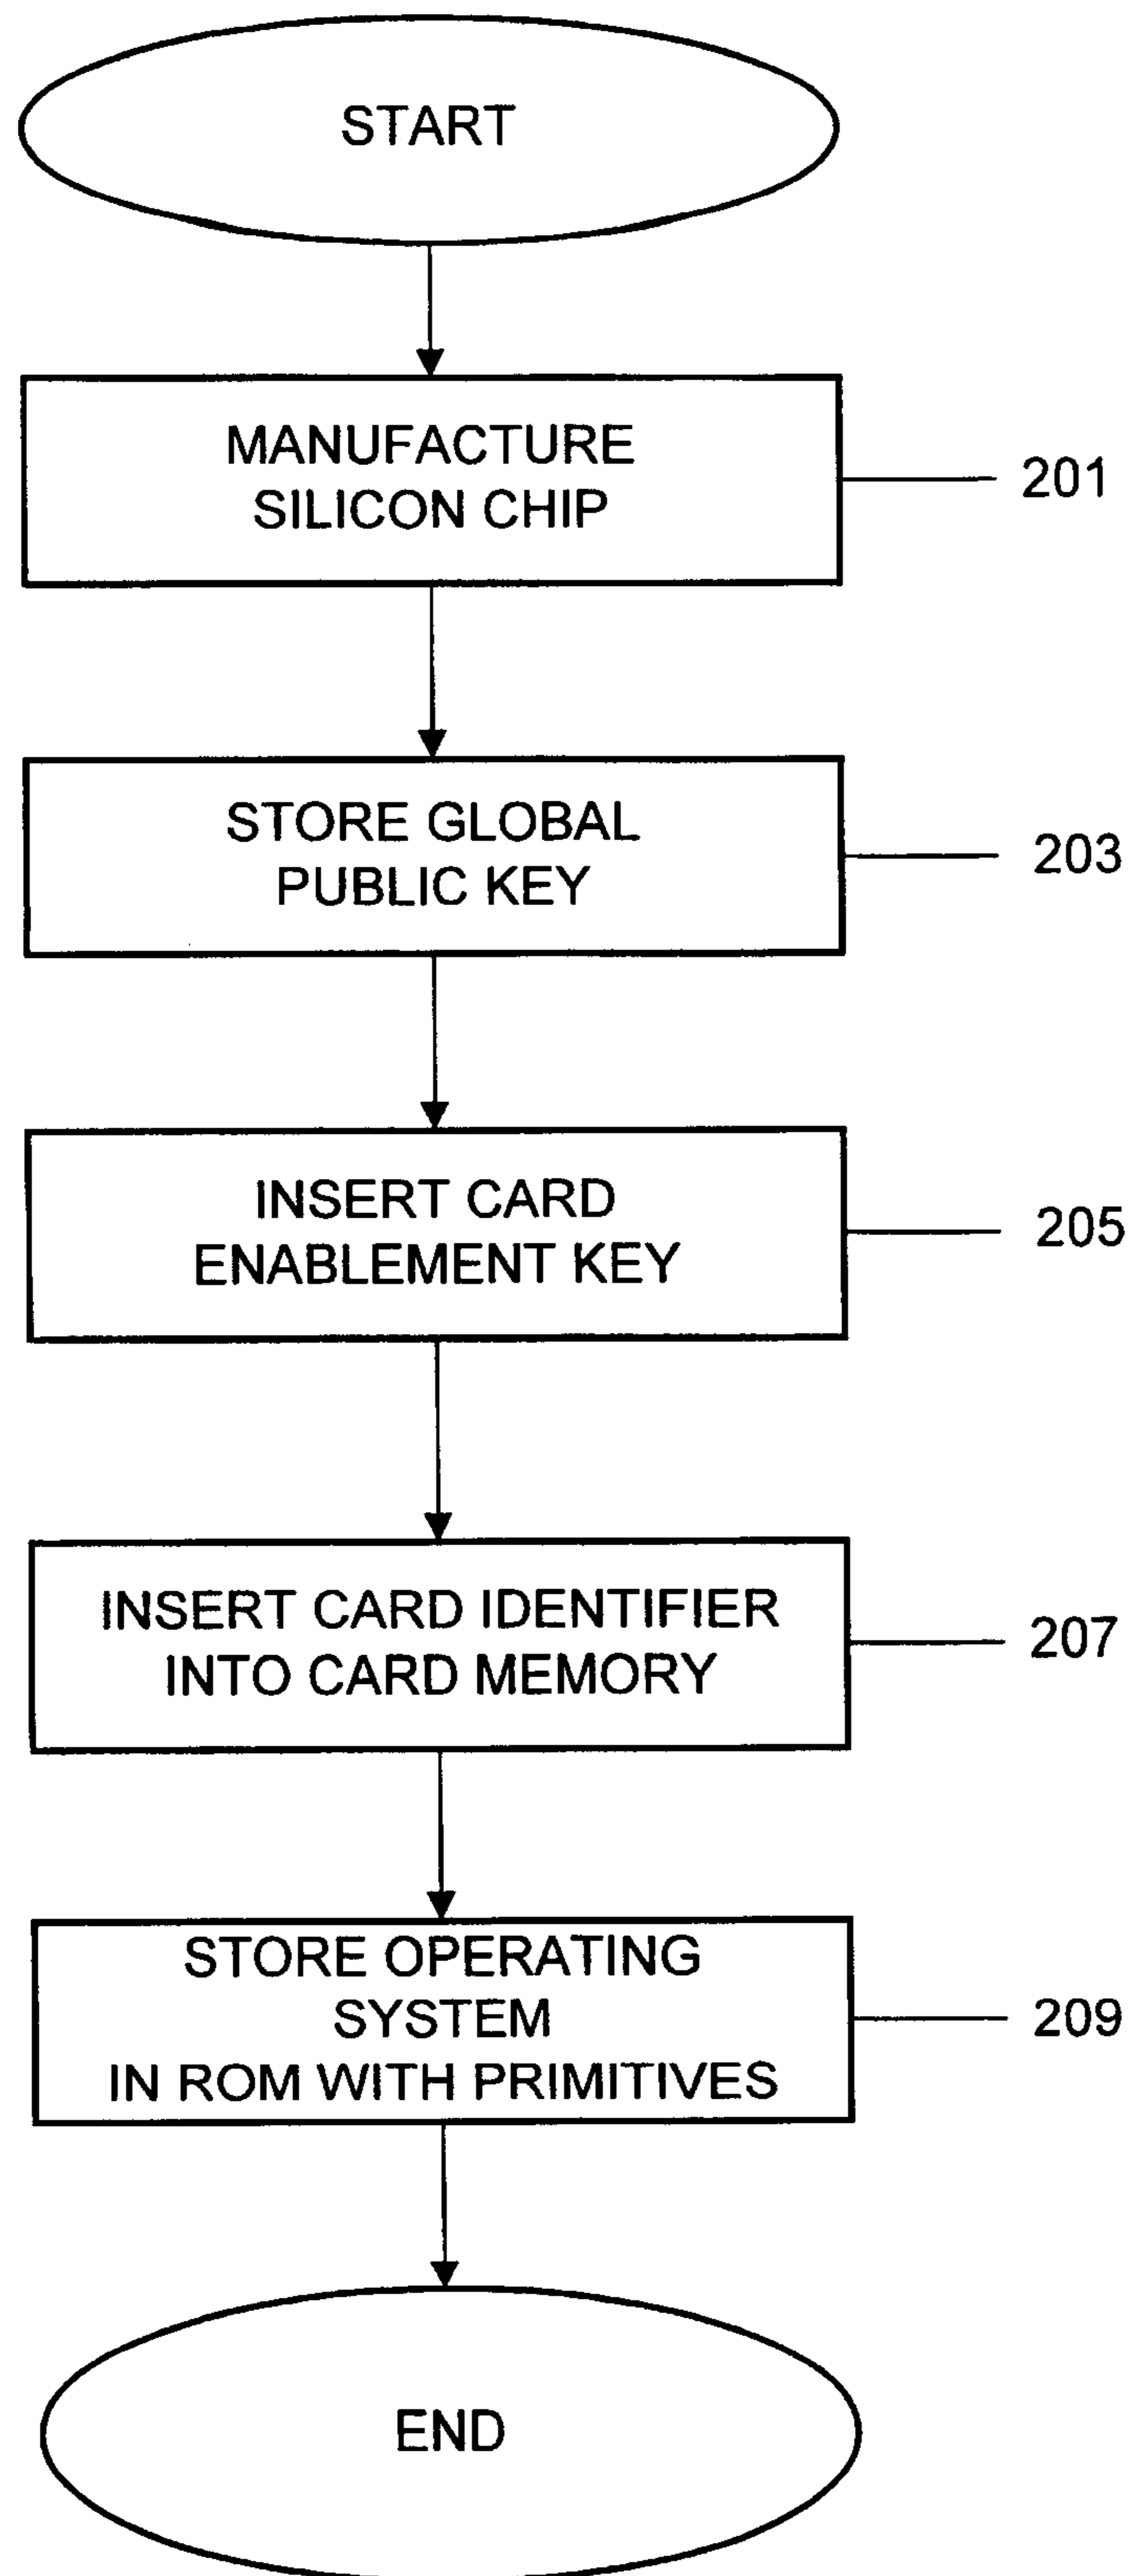 START
MANUFACTURE
SILICON CHIP
201
STORE GLOBAL
PUBLIC KEY
203
INSERT CARD
ENABLEMENT KEY
205
INSERT CARD IDENTIFIER
INTO CARD MEMORY
207
STORE OPERATING
SYSTEM
IN ROM WITH PRIMITIVES
209
END